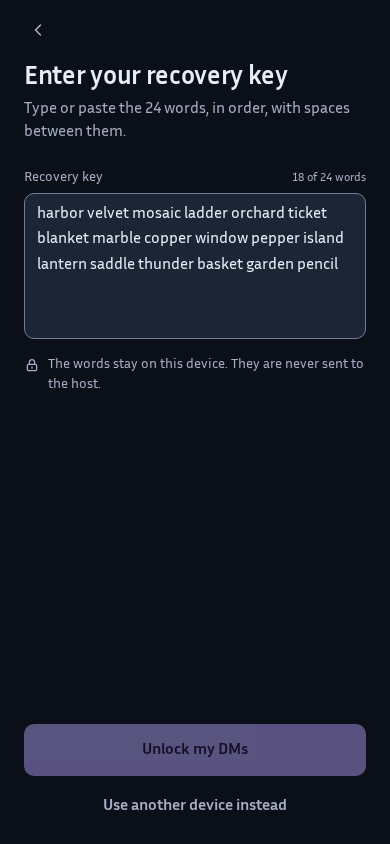 Enter your recovery key
Type or paste the 24 words, in order, with spaces
between them.
Recovery key
18 of 24 words
harbor velvet mosaic ladder orchard ticket
blanket marble copper window pepper island
lantern saddle thunder basket garden pencil
The words stay on this device. They are never sent to
the host.
Unlock my DMs
Use another device instead